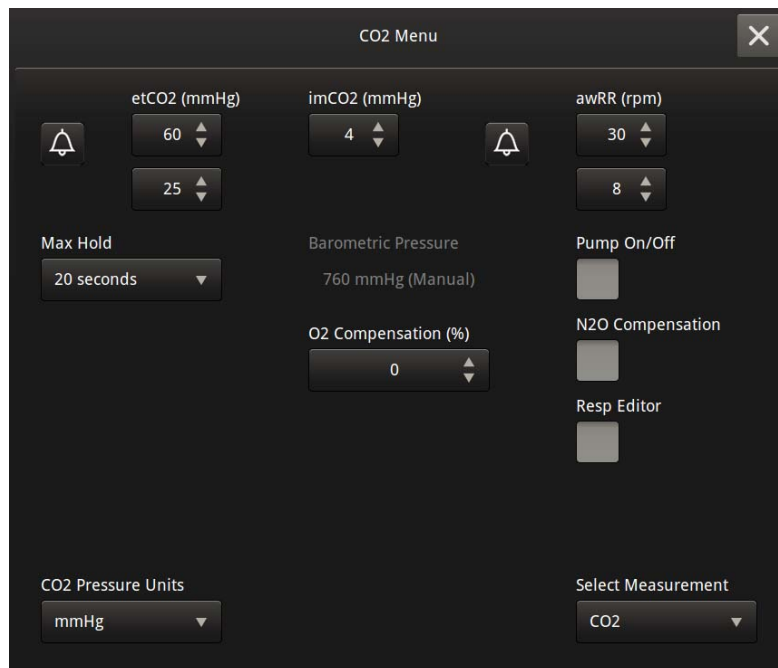 CO2 Menu
etCO2 (mmHg) imCO2 (mmHg) awRR (rpm)
60 4 30
25 8
Max Hold Barometric Pressure Pump On/Off
20 seconds 760 mmHg (Manual)
N2O Compensation
O2 Compensation (%)
0
Resp Editor
CO2 Pressure Units Select Measurement
mmHg CO2